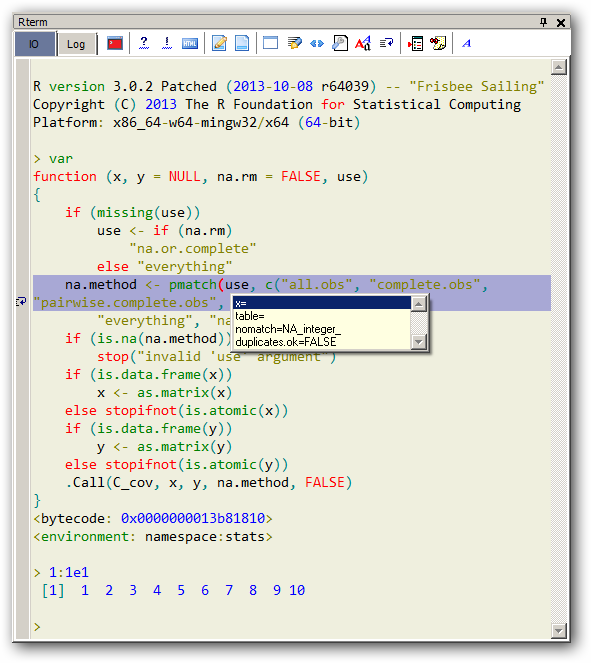 Rterm
IO Log
R version 3.0.2 Patched (2013-10-08 r64039) -- "Frisbee Sailing"
Copyright (C) 2013 The R Foundation for Statistical Computing
Platform: x86_64-w64-mingw32/x64 (64-bit)
> var
function (x, y = NULL, na.rm = FALSE, use)
{
if (missing(use))
use <- if (na.rm)
"na.or.complete"
else "everything"
na.method <- pmatch(use, c("all.obs", "complete.obs",
"pairwise.complete.obs",
x=
table=
nomatch=NA_integer_
duplicates.ok=FALSE
"everything",
if (is.na(na.method))
stop("invalid 'use' argument")
if (is.data.frame(x))
x <- as.matrix(x)
else stopifnot(is.atomic(x))
if (is.data.frame(y))
y <- as.matrix(y)
else stopifnot(is.atomic(y))
.Call(C_cov, x, y, na.method, FALSE)
}
<bytecode: 0x0000000013b81810>
<environment: namespace:stats>
> 1:1e1
[1] 1 2 3 4 5 6 7 8 9 10
>